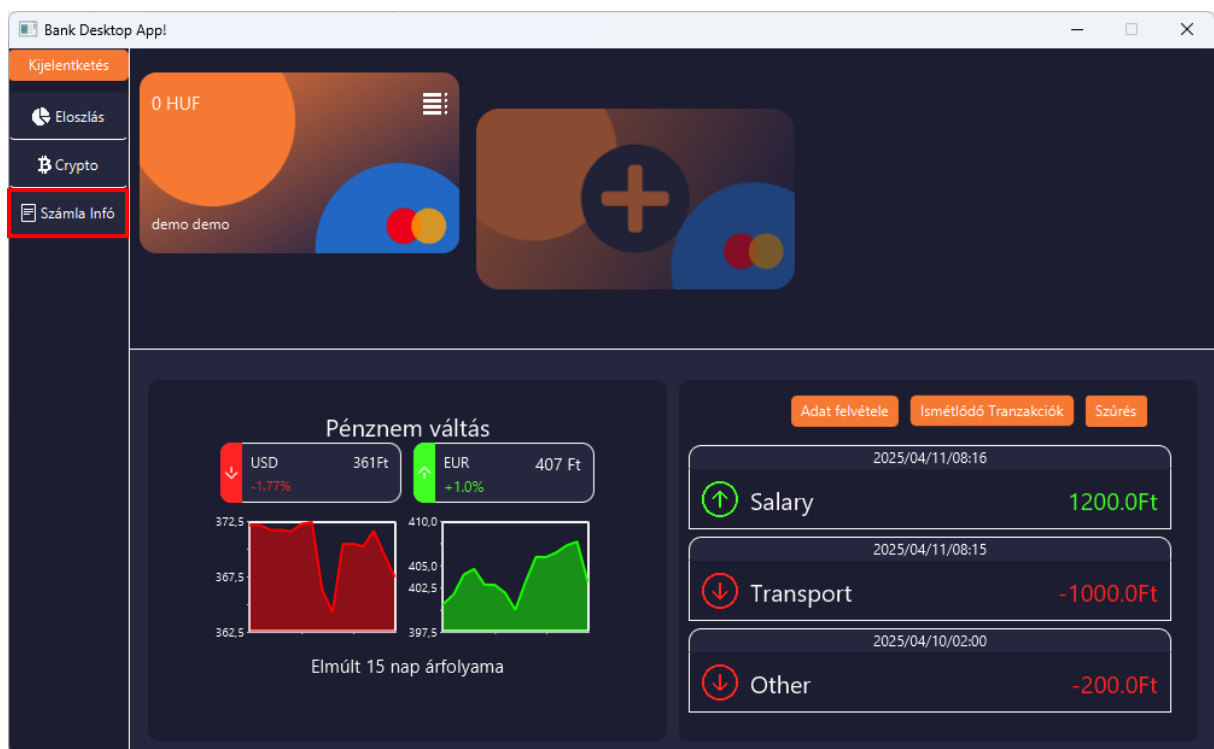 Bank Desktop App!
Kijelentkezés
Eloszlás
Crypto
Számla Infó
0 HUF
demo demo
Pénznem váltás
USD 361Ft
-1.77%
EUR 407 Ft
+1.0%
372,5
367,5
362,5
410,0
405,0
402,5
397,5
Elmúlt 15 nap árfolyama
Adat felvétele Ismétlődő Tranzakciók Szűrés
2025/04/11/08:16
Salary 1200.0Ft
2025/04/11/08:15
Transport -1000.0Ft
2025/04/10/02:00
Other -200.0Ft